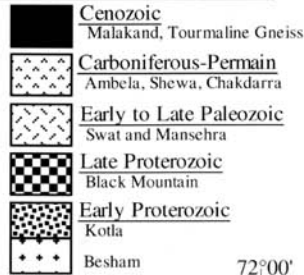 Cenozoic
Malakand, Tourmaline Gneiss
Carboniferous-Permain
Ambela, Shewa, Chakdarra
Early to Late Paleozoic
Swat and Mansehra
Late Proterozoic
Black Mountain
Early Proterozoic
Kotla
Besham 72°00'